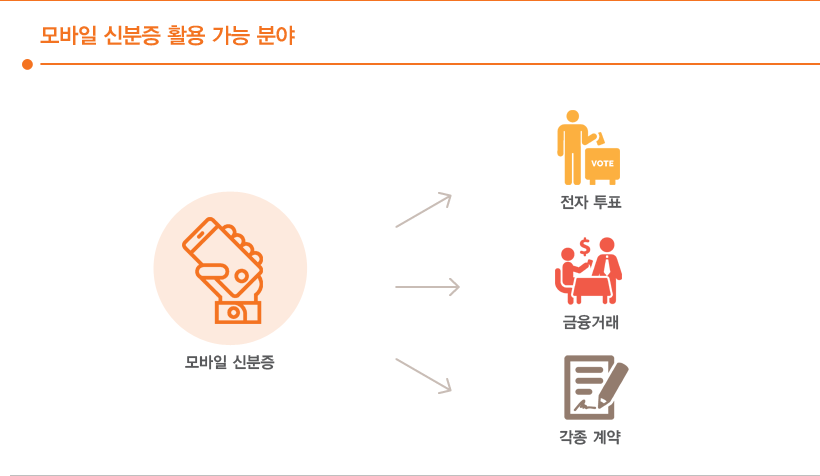 모바일 신분증 활용 가능 분야
VOTE
전자 투표
$
금융거래
모바일 신분증
각종 계약